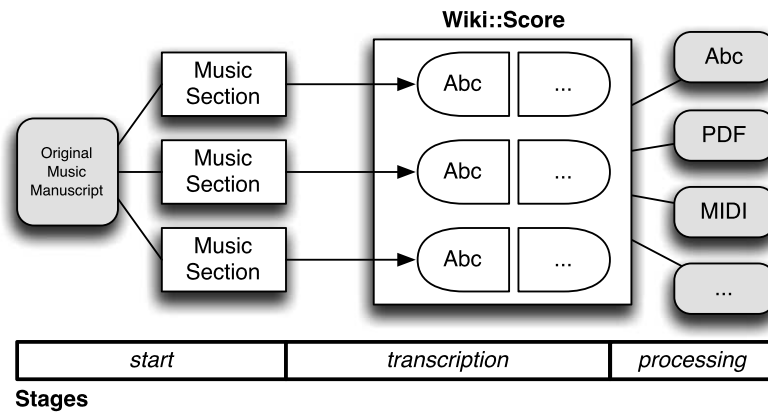 Wiki::Score
Original
Music
Manuscript
Music
Section
Music
Section
Music
Section
Abc
...
Abc
...
Abc
...
Abc
PDF
MIDI
...
start
transcription
processing
Stages